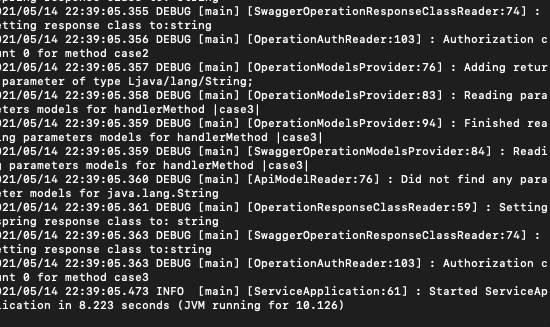 021/05/14 22:39:05.355 DEBUG [main] [SwaggerOperationResponseClassReader:74] :
etting response class to:string
021/05/14 22:39:05.356 DEBUG [main] [OperationAuthReader:103] : Authorization c
unt 0 for method case2
021/05/14 22:39:05.357 DEBUG [main] [OperationModelsProvider:76] : Adding retur
parameter of type Ljava/lang/String;
021/05/14 22:39:05.358 DEBUG [main] [OperationModelsProvider:83] : Reading para
eters models for handlerMethod |case3|
021/05/14 22:39:05.359 DEBUG [main] [OperationModelsProvider:94] : Finished rea
ing parameters models for handlerMethod |case3|
021/05/14 22:39:05.359 DEBUG [main] [SwaggerOperationModelsProvider:84] : Readi
g parameters models for handlerMethod |case3|
021/05/14 22:39:05.360 DEBUG [main] [ApiModelReader:76] : Did not find any para
eter models for java.lang.String
021/05/14 22:39:05.361 DEBUG [main] [OperationResponseClassReader:59] : Setting
spring response class to: string
021/05/14 22:39:05.363 DEBUG [main] [SwaggerOperationResponseClassReader:74] :
etting response class to:string
021/05/14 22:39:05.363 DEBUG [main] [OperationAuthReader:103] : Authorization c
unt 0 for method case3
021/05/14 22:39:05.473 INFO  [main] [ServiceApplication:61] : Started ServiceAp
lication in 8.223 seconds (JVM running for 10.126)